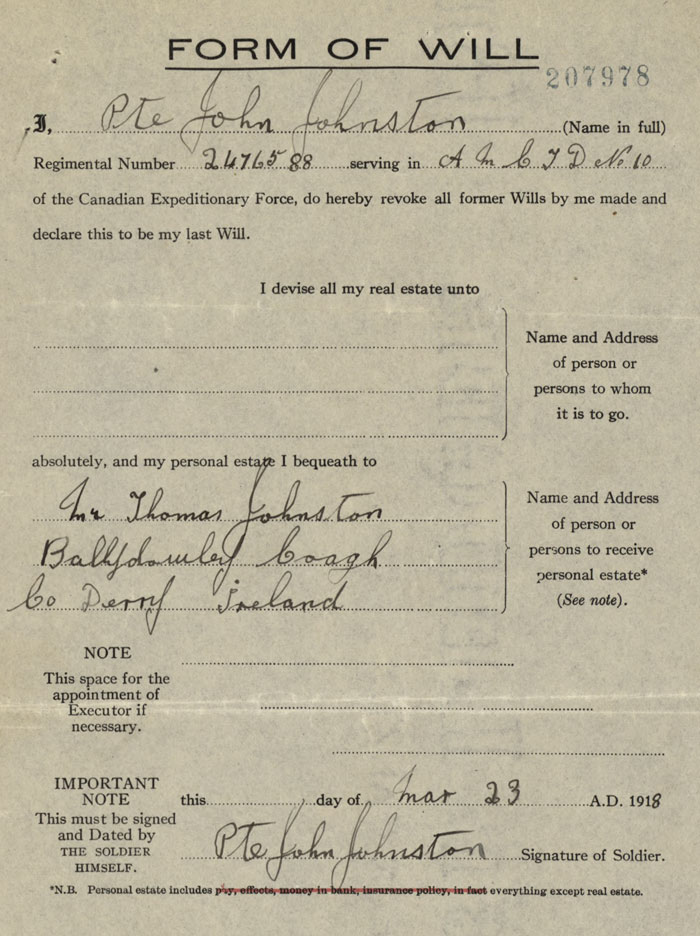 FORM OF WILL
207978
I, Pte John Johnston (Name in full)
Regimental Number 2476588 serving in A M C T D No 10
of the Canadian Expeditionary Force, do hereby revoke all former Wills by me made and
declare this to be my last Will.
I devise all my real estate unto
Name and Address
of person or
persons to whom
it is to go.
absolutely, and my personal estate I bequeath to
Mr Thomas Johnston
Coagh
Co Derry Ireland
Name and Address
of person or
persons to receive
personal estate*
(See note).
NOTE
This space for the
appointment of
Executor if
necessary.
IMPORTANT
NOTE
This must be signed
and Dated by
THE SOLDIER
HIMSELF.
this day of Mar 23 A.D. 1918
Pte John Johnston Signature of Soldier.
*N.B. Personal estate includes pay, effects, money in bank, insurance policy, in fact everything except real estate.